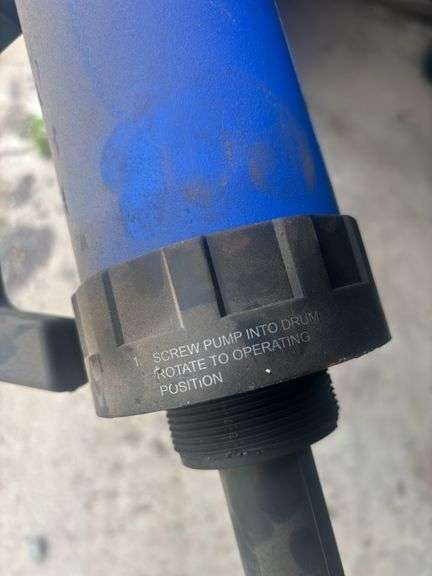 1. SCREW PUMP INTO DRUM
ROTATE TO OPERATING
POSITION